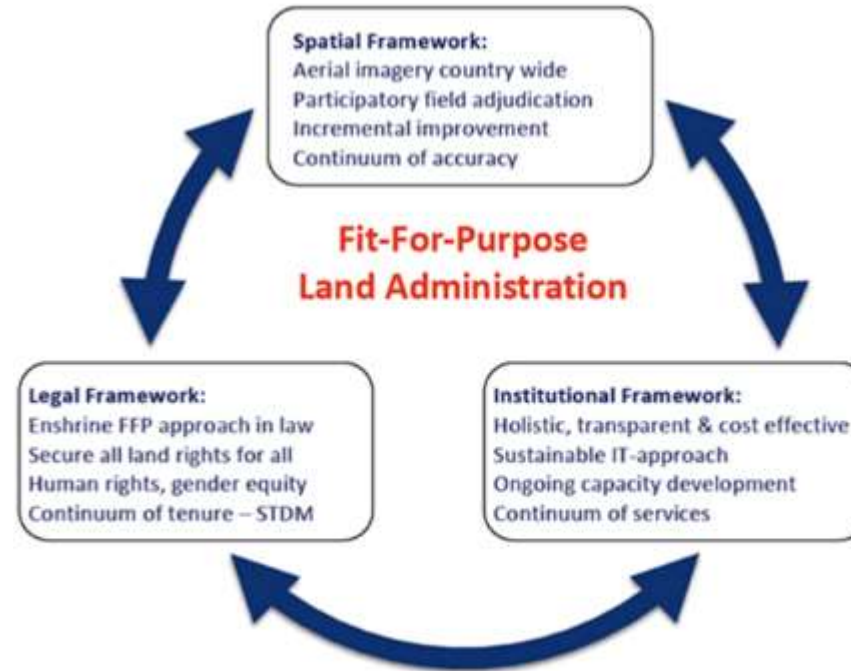 Spatial Framework:
Aerial imagery country wide
Participatory field adjudication
Incremental improvement
Continuum of accuracy
Fit-For-Purpose
Land Administration
Legal Framework:
Enshrine FFP approach in law
Secure all land rights for all
Human rights, gender equity
Continuum of tenure – STDM
Institutional Framework:
Holistic, transparent & cost effective
Sustainable IT-approach
Ongoing capacity development
Continuum of services